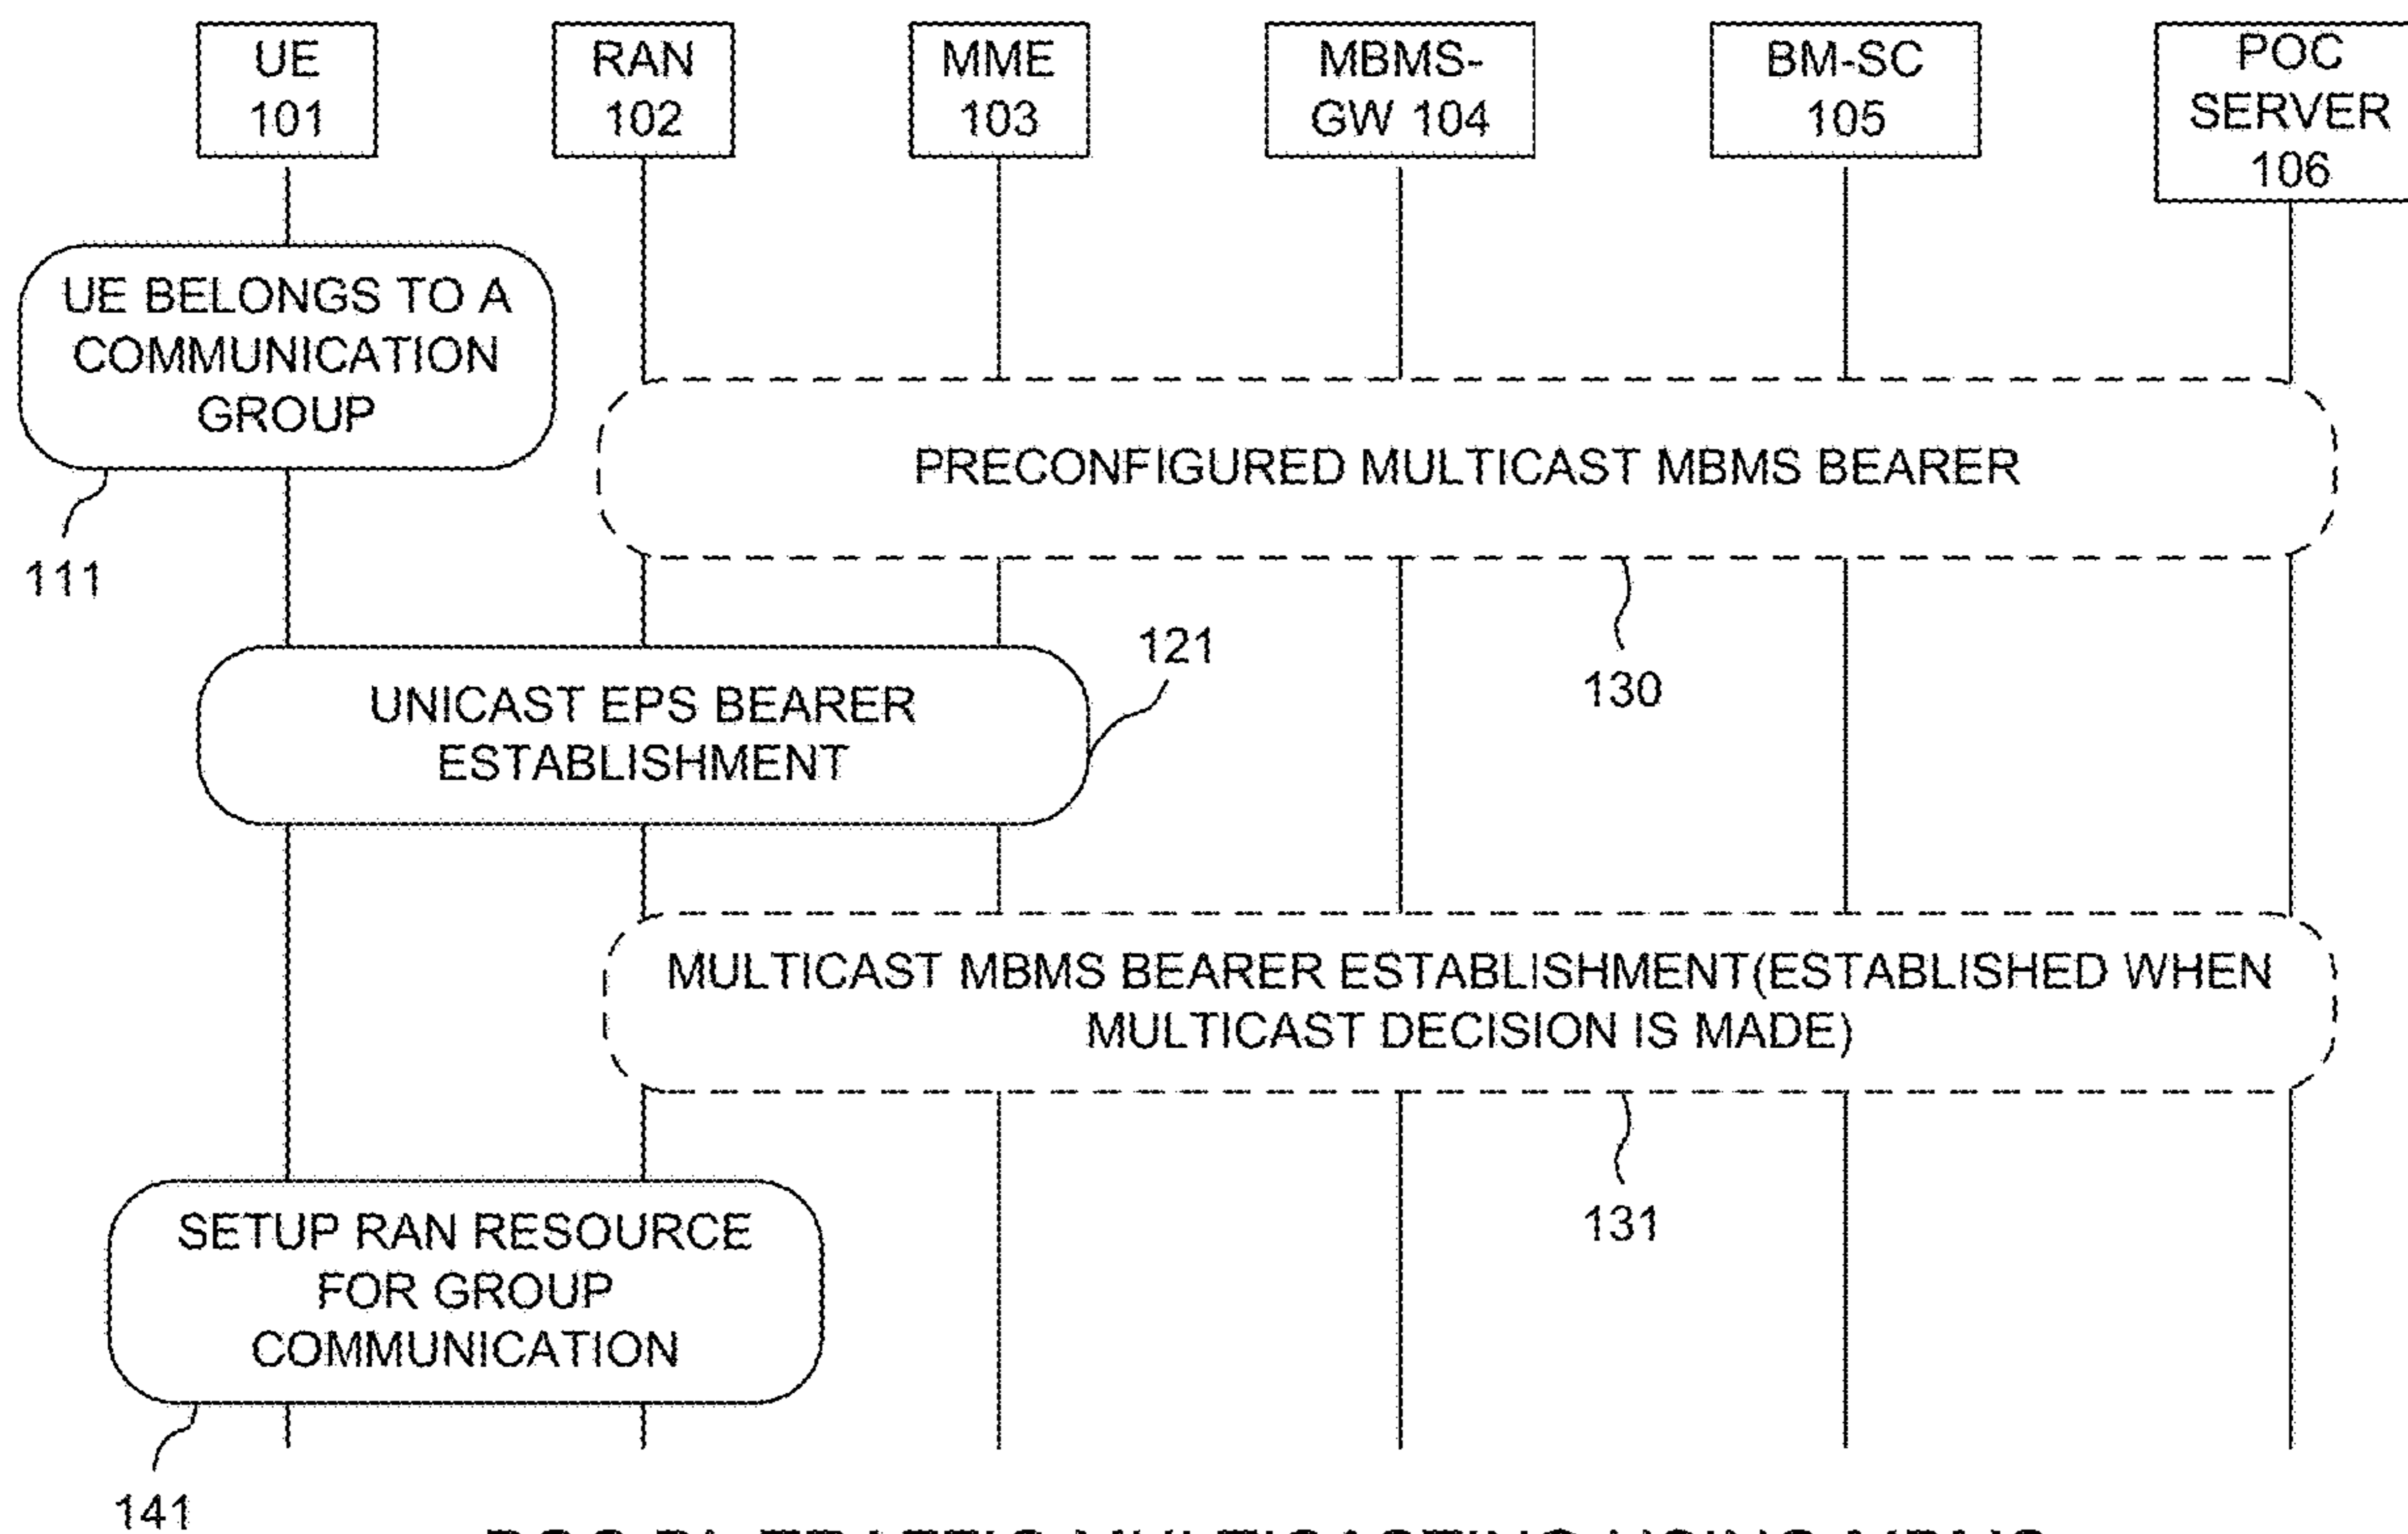 UE
101
RAN
102
MME
103
MBMS-
GW 104
BM-SC
105
POC
SERVER
106
UE BELONGS TO A
COMMUNICATION
GROUP
111
PRECONFIGURED MULTICAST MBMS BEARER
130
UNICAST EPS BEARER
ESTABLISHMENT
121
MULTICAST MBMS BEARER ESTABLISHMENT(ESTABLISHED WHEN
MULTICAST DECISION IS MADE)
131
SETUP RAN RESOURCE
FOR GROUP
COMMUNICATION
141